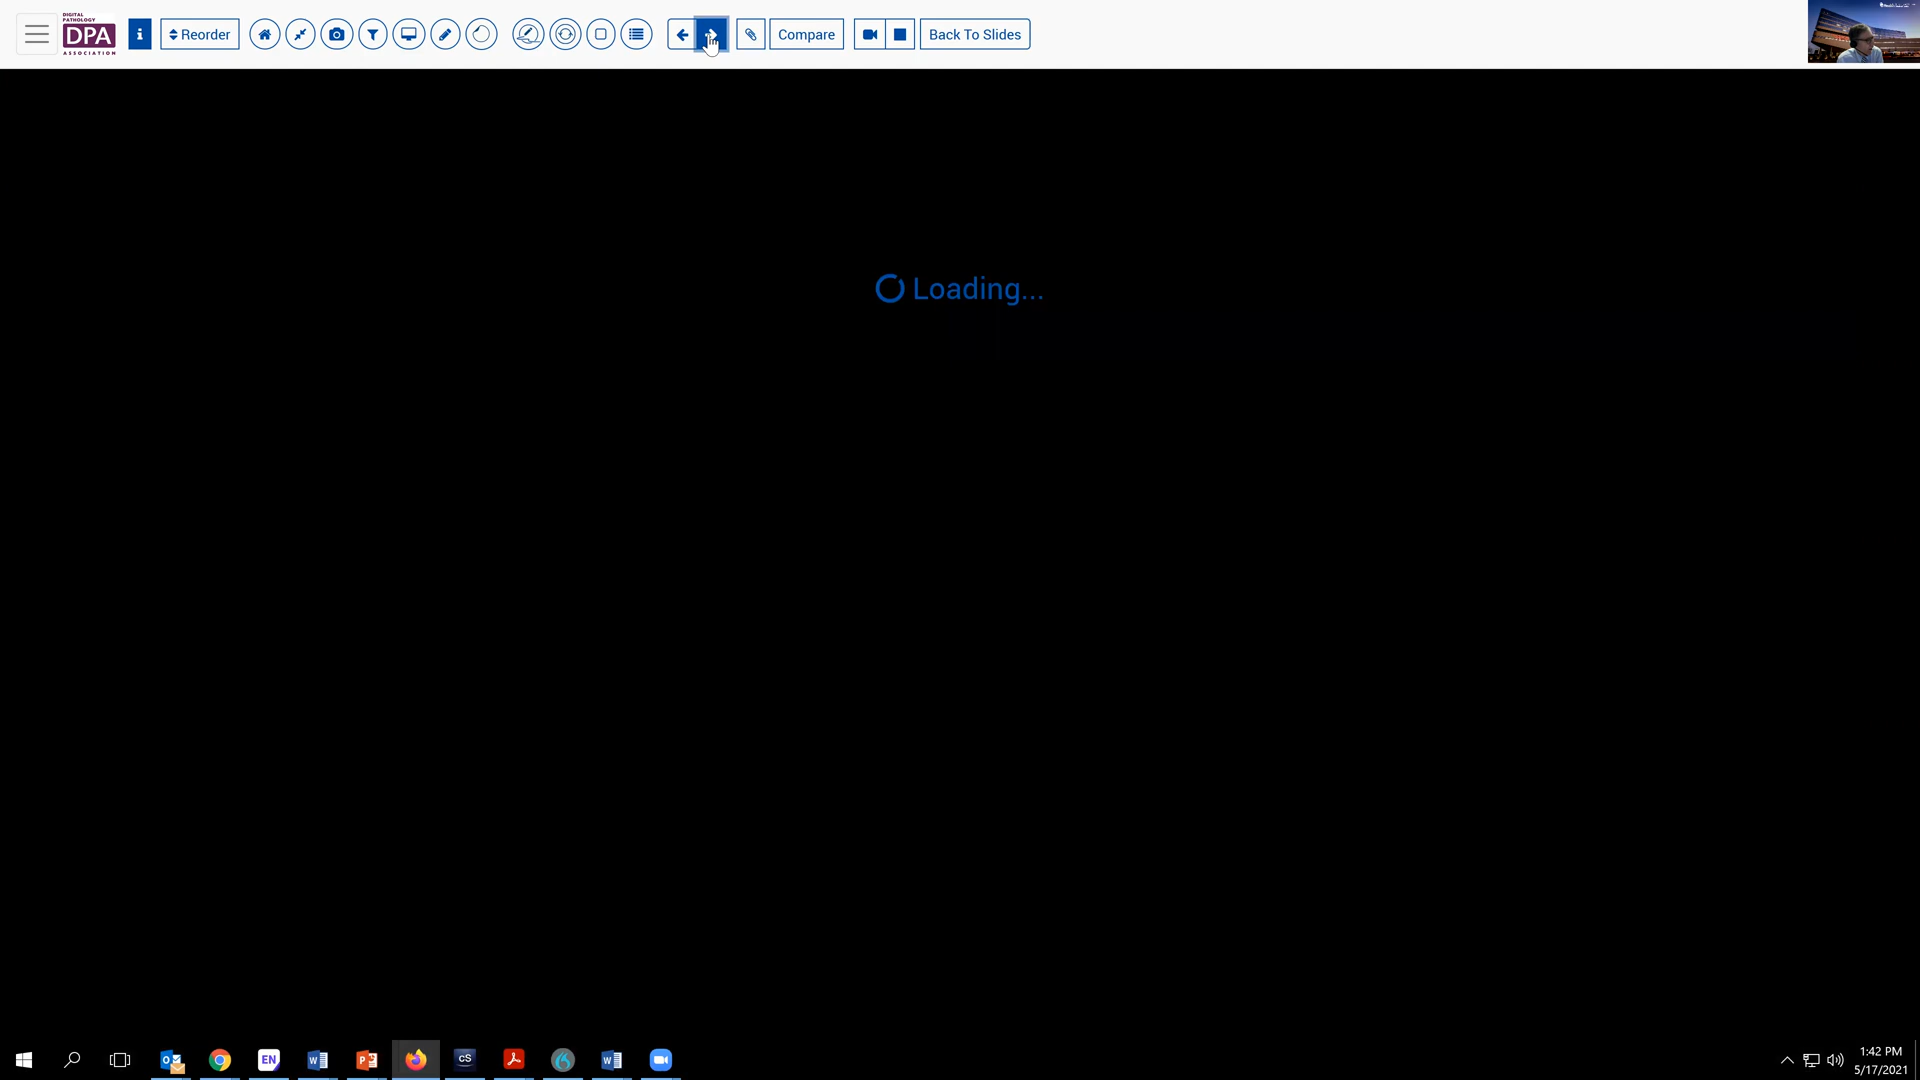 DIGITAL
PATHOLOGY
DPA
ASSOCIATION
i
Reorder
Compare
Back To Slides
Loading...
EN
cS
1:42 PM
5/17/2021